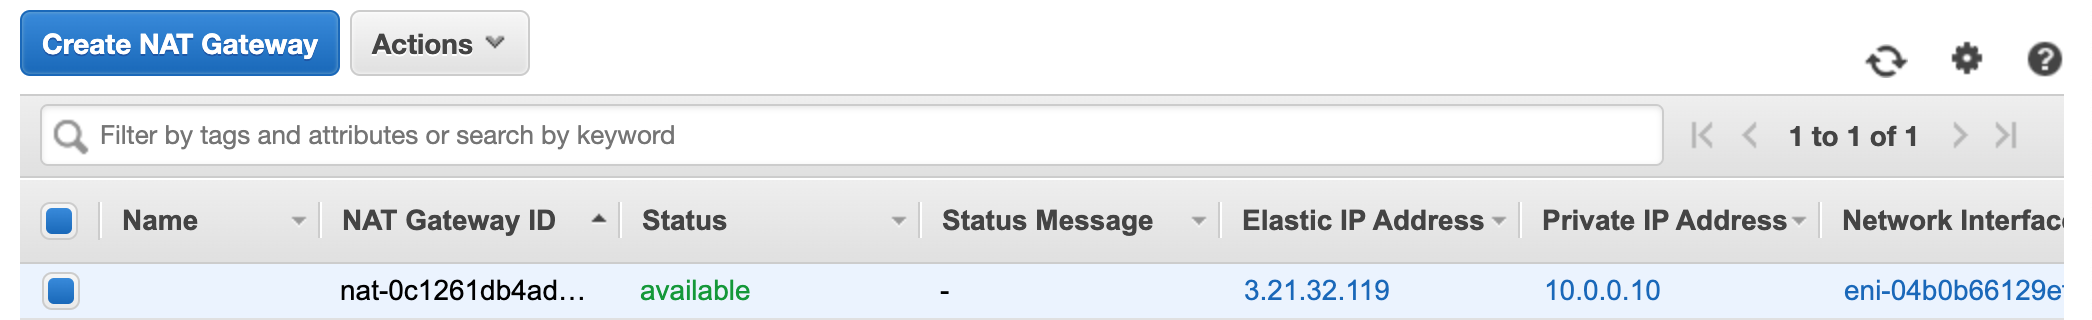 Create NAT Gateway Actions
Filter by tags and attributes or search by keyword 1 to 1 of 1
Name NAT Gateway ID Status Status Message Elastic IP Address Private IP Address Network Interfac
nat-0c1261db4ad… available - 3.21.32.119 10.0.0.10 eni-04b0b66129e